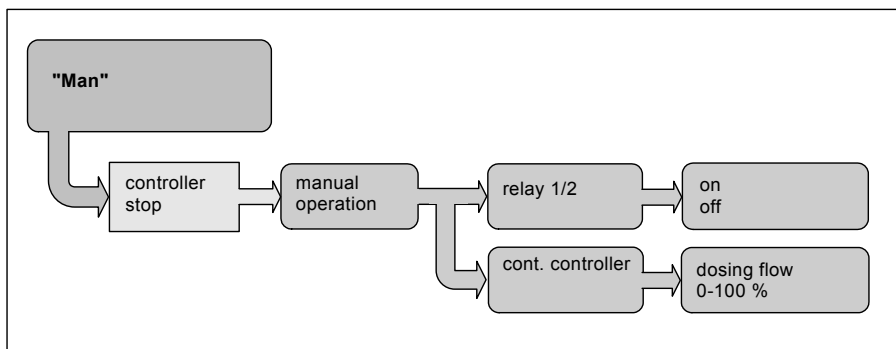 "Man"
controller
stop
manual
operation
relay 1/2
on
off
cont. controller
dosing flow
0-100 %